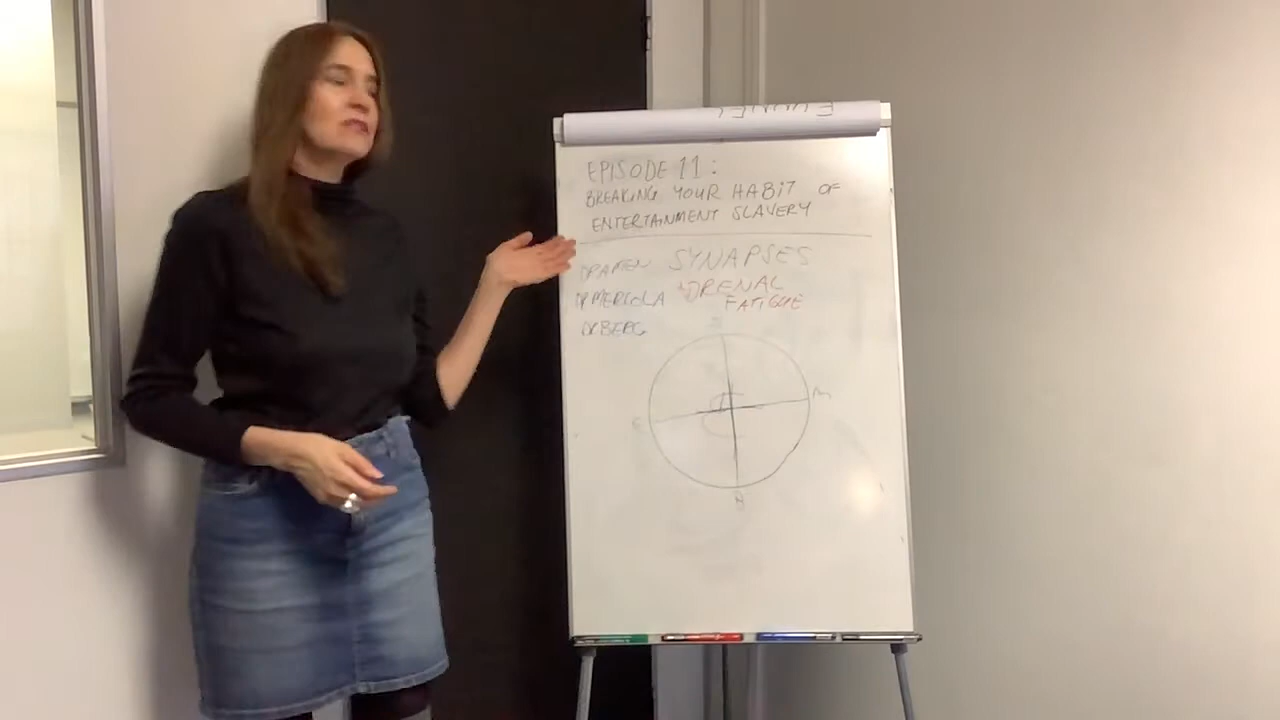 EPISODE 11:
BREAKING YOUR HABIT OF
ENTERTAINMENT SLAVERY
SYNAPSES
DR MERCOLA ADRENAL
FATIGUE
DR BERG
M